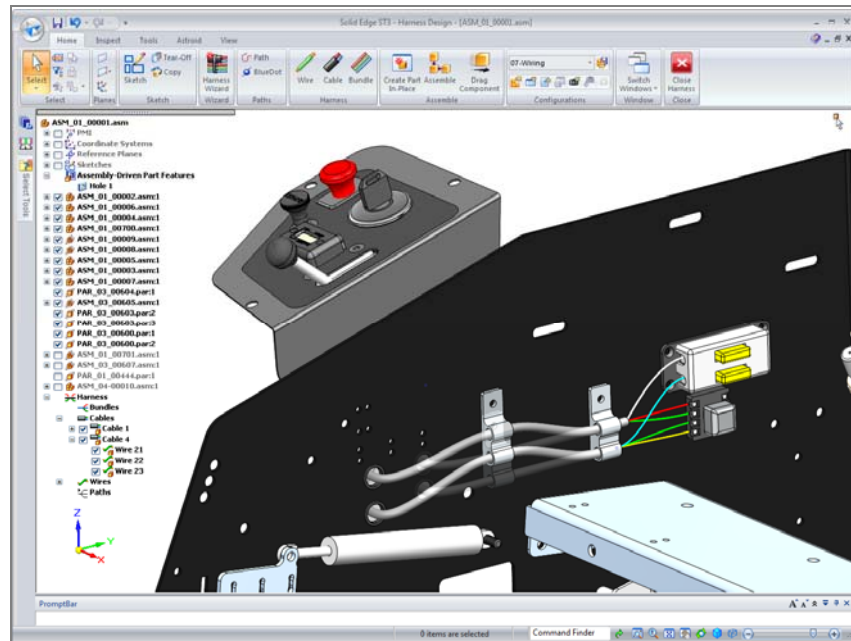 Solid Edge ST3 - Harness Design - [ASM_01_00001.asm]
Home Inspect Tools Astroid View
Select
Sketch
Tear-Off
Copy
Harness Wizard
Path
BlueDot
Wire Cable Bundle
Create Part In-Place
Assemble
Drag Component
07-Wiring
Switch Windows
Close Harness
Select Planes Sketch Wizard Paths Harness Assemble Configurations Window Close
Select Tools
ASM_01_00001.asm
PMI
Coordinate Systems
Reference Planes
Sketches
Assembly-Driven Part Features
Hole 1
ASM_01_00002.asm:1
ASM_01_00006.asm:1
ASM_01_00004.asm:1
ASM_01_00700.asm:1
ASM_01_00009.asm:1
ASM_01_00008.asm:1
ASM_01_00005.asm:1
ASM_01_00003.asm:1
ASM_01_00007.asm:1
PAR_03_00604.par:1
ASM_03_00605.asm:1
PAR_03_00603.par:2
PAR_03_00603.par:3
PAR_03_00600.par:1
PAR_03_00600.par:2
ASM_01_00701.asm:1
ASM_03_00607.asm:1
PAR_01_00444.par:1
ASM_04-00010.asm:1
Harness
Bundles
Cables
Cable 1
Cable 4
Wire 21
Wire 22
Wire 23
Wires
Paths
Z
Y
X
PromptBar
0 items are selected
Command Finder